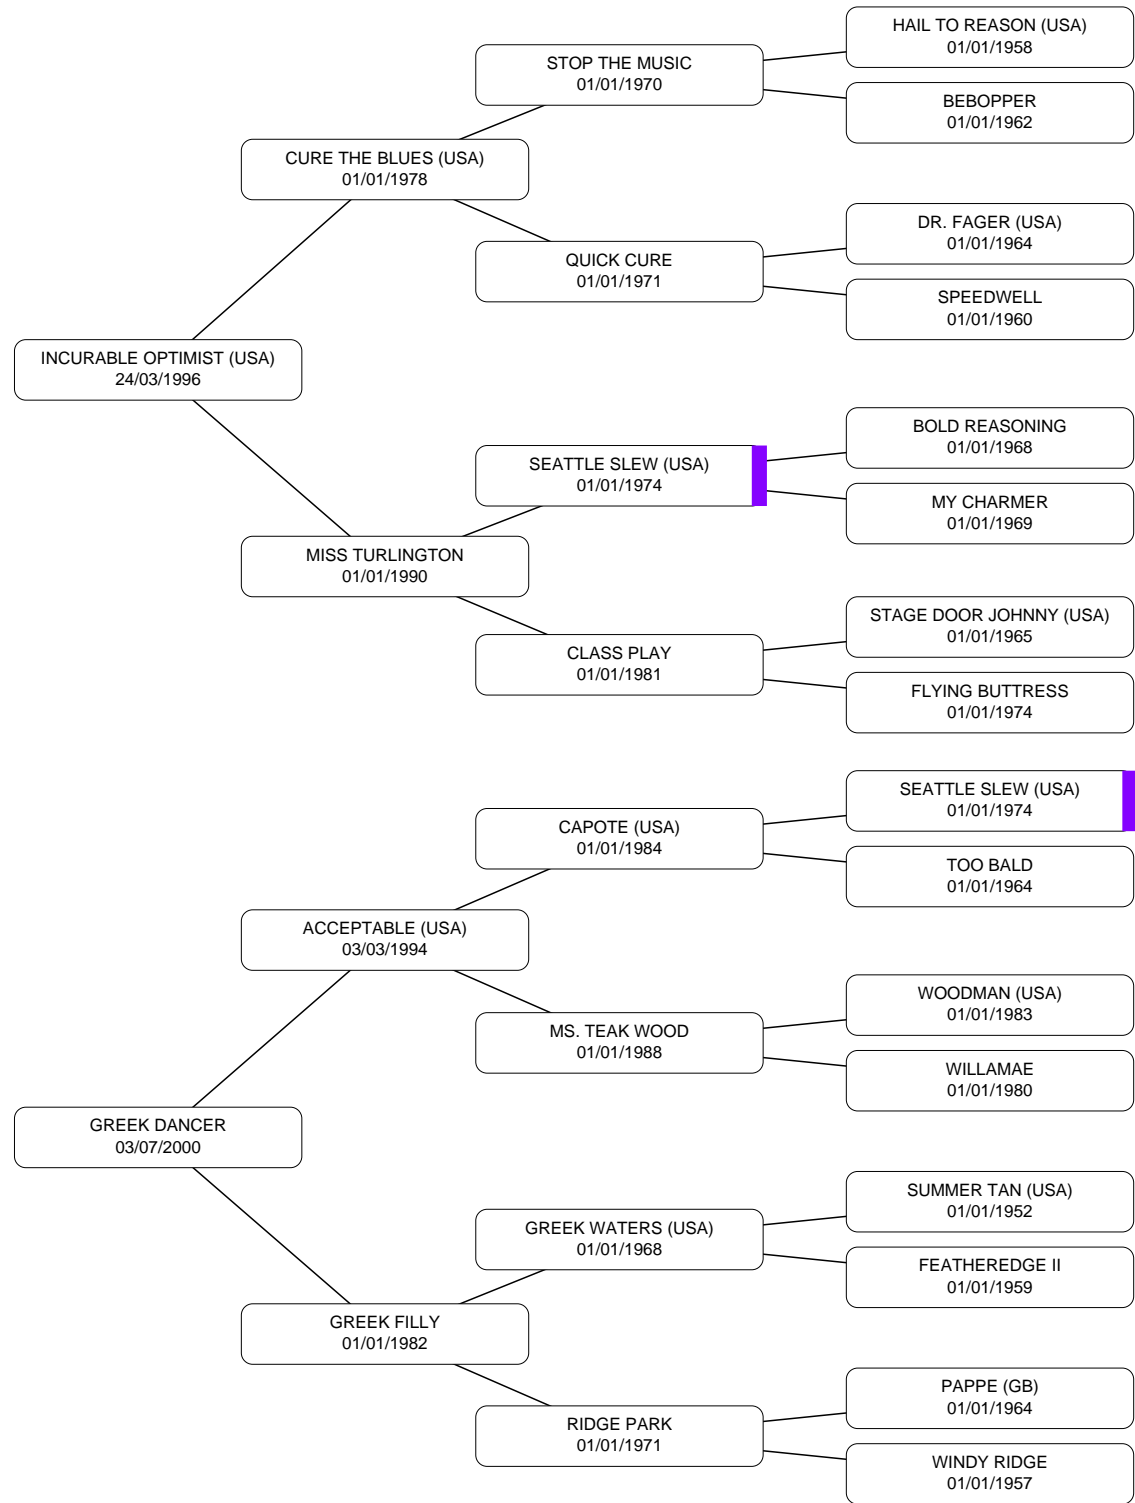 HAIL TO REASON (USA)
01/01/1958
STOP THE MUSIC
01/01/1970
BEBOPPER
01/01/1962
CURE THE BLUES (USA)
01/01/1978
DR. FAGER (USA)
01/01/1964
QUICK CURE
01/01/1971
SPEEDWELL
01/01/1960
INCURABLE OPTIMIST (USA)
24/03/1996
BOLD REASONING
01/01/1968
SEATTLE SLEW (USA)
01/01/1974
MY CHARMER
01/01/1969
MISS TURLINGTON
01/01/1990
STAGE DOOR JOHNNY (USA)
01/01/1965
CLASS PLAY
01/01/1981
FLYING BUTTRESS
01/01/1974
SEATTLE SLEW (USA)
01/01/1974
CAPOTE (USA)
01/01/1984
TOO BALD
01/01/1964
ACCEPTABLE (USA)
03/03/1994
WOODMAN (USA)
01/01/1983
MS. TEAK WOOD
01/01/1988
WILLAMAE
01/01/1980
GREEK DANCER
03/07/2000
SUMMER TAN (USA)
01/01/1952
GREEK WATERS (USA)
01/01/1968
FEATHEREDGE II
01/01/1959
GREEK FILLY
01/01/1982
PAPPE (GB)
01/01/1964
RIDGE PARK
01/01/1971
WINDY RIDGE
01/01/1957